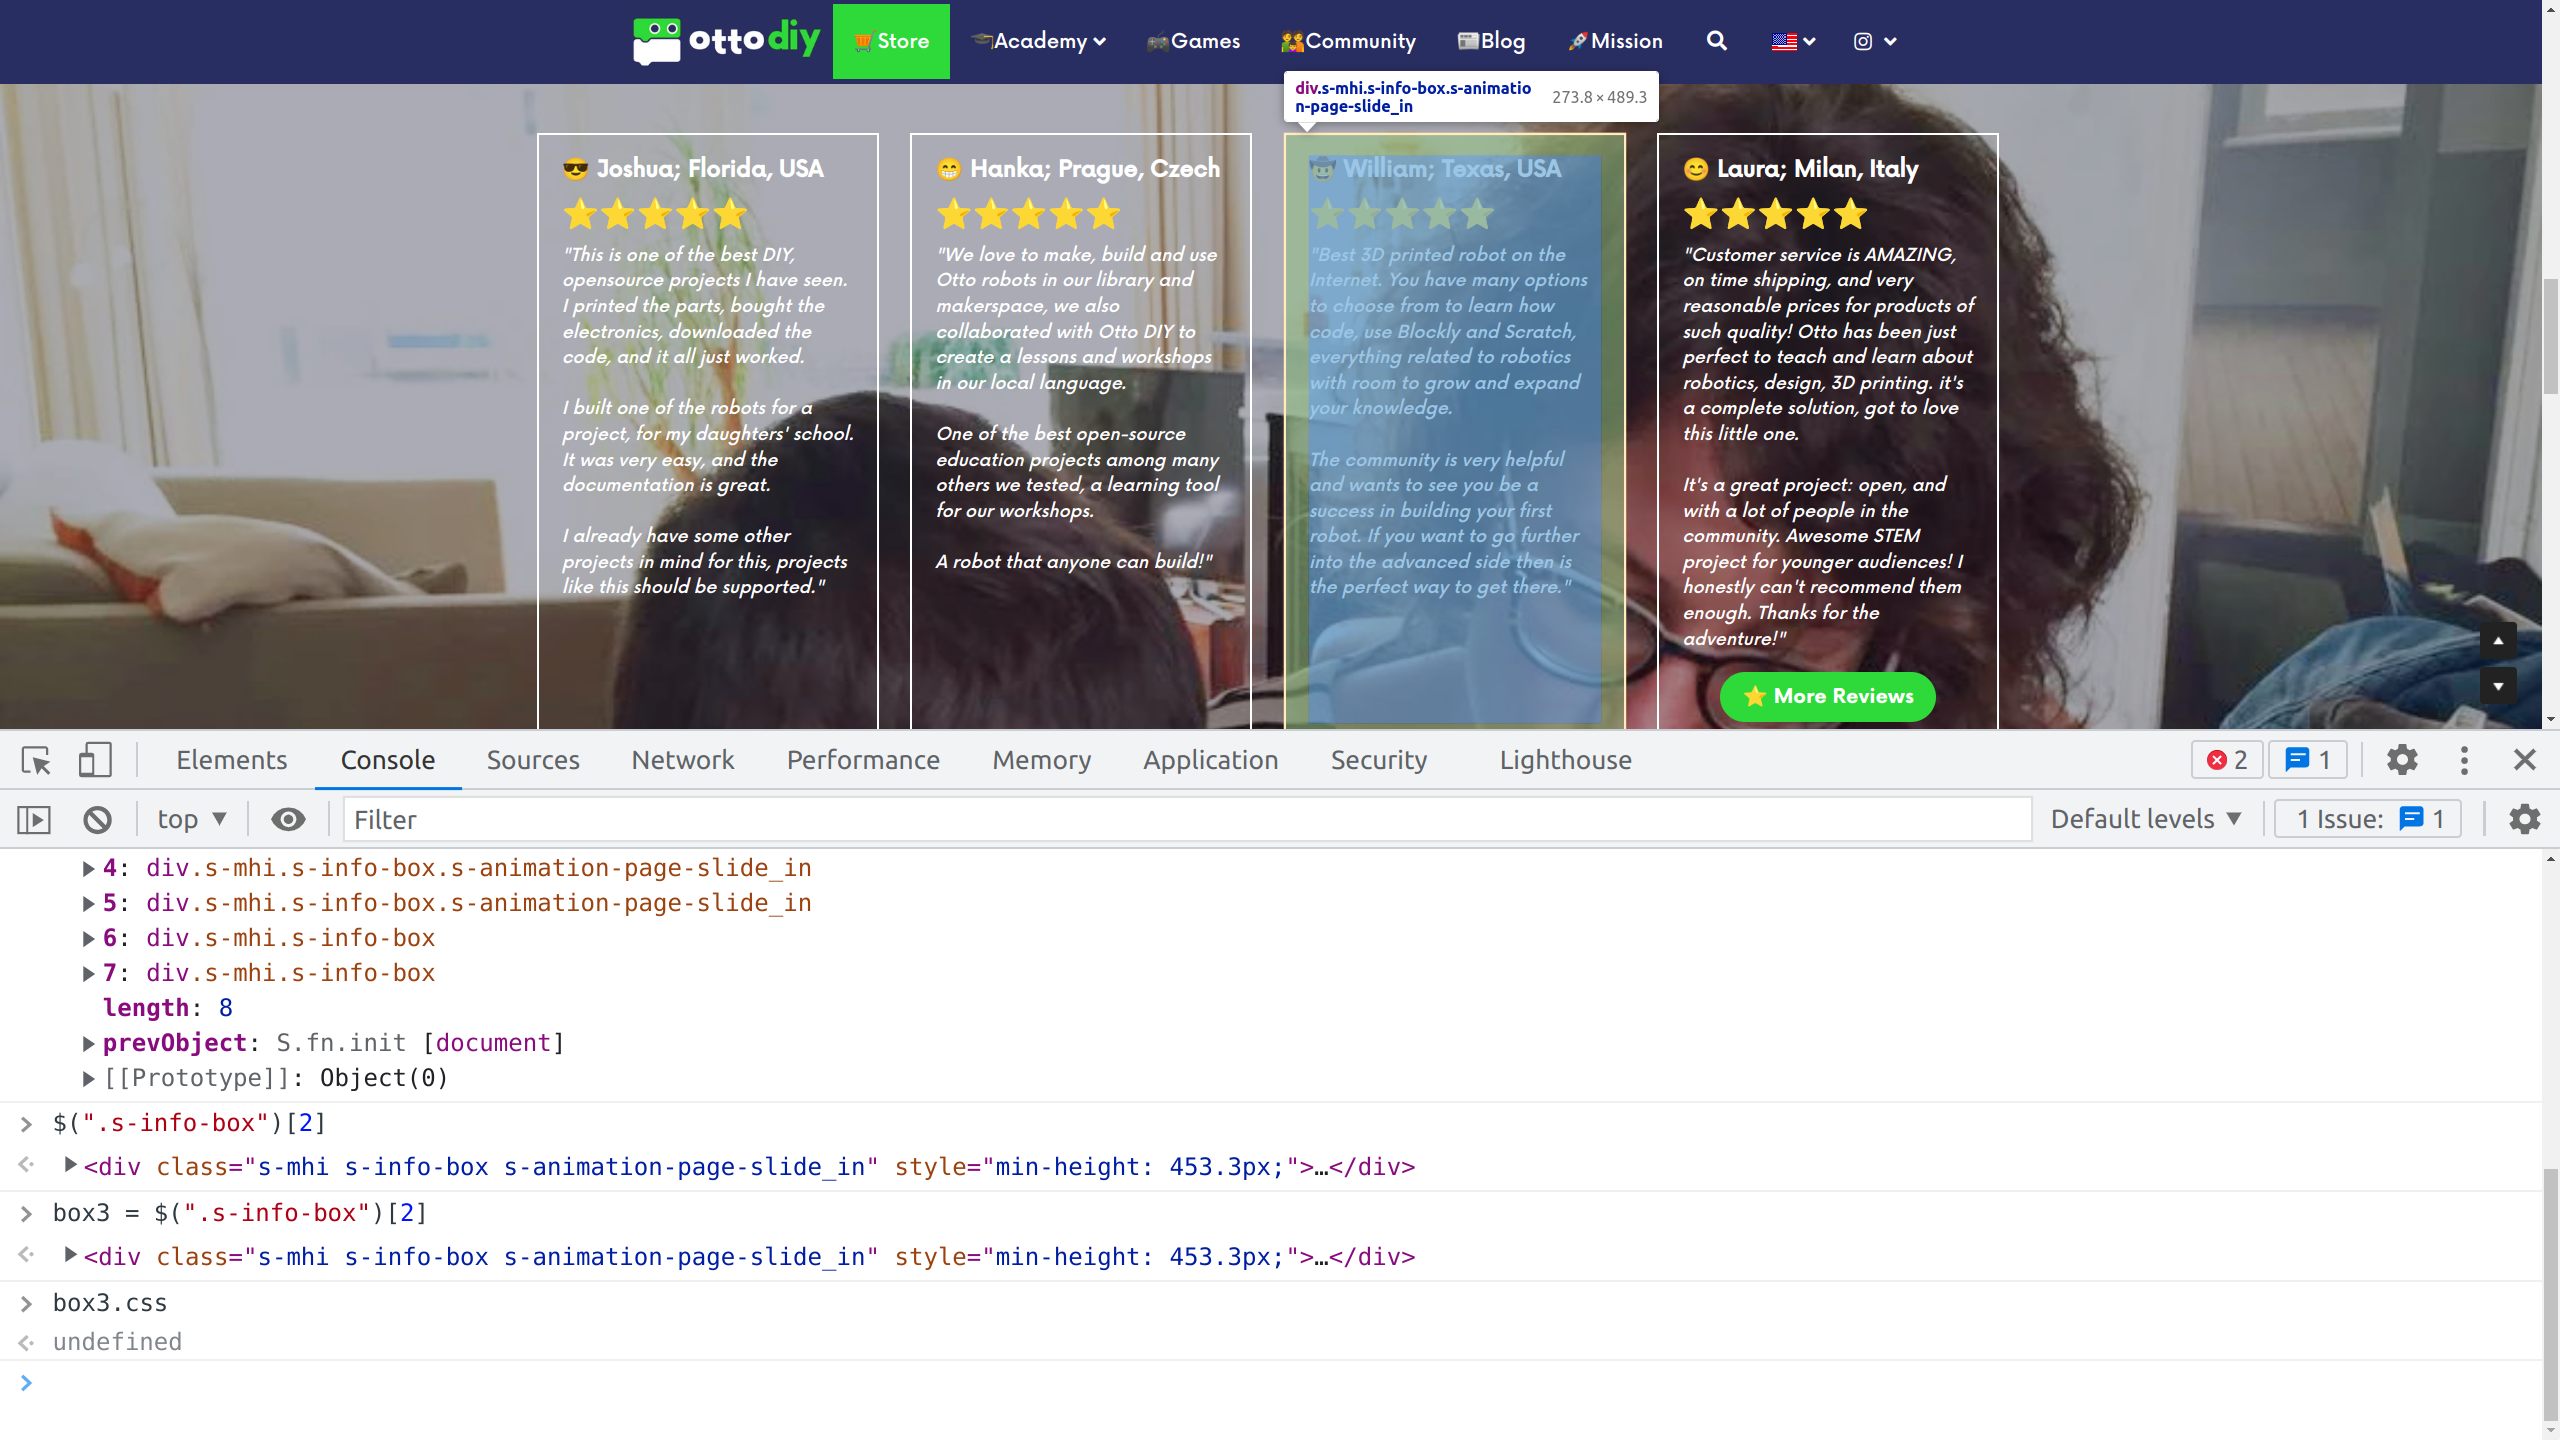 otto diy
Store
Academy
Games
Community
Blog
Mission
div.s-mhi.s-info-box.s-animatio
n-page-slide_in
273.8 × 489.3
Joshua; Florida, USA
"This is one of the best DIY,
opensource projects I have seen.
I printed the parts, bought the
electronics, downloaded the
code, and it all just worked.
I built one of the robots for a
project, for my daughters' school.
It was very easy, and the
documentation is great.
I already have some other
projects in mind for this, projects
like this should be supported."
Hanka; Prague, Czech
"We love to make, build and use
Otto robots in our library and
makerspace, we also
collaborated with Otto DIY to
create a lessons and workshops
in our local language.
One of the best open-source
education projects among many
others we tested, a learning tool
for our workshops.
A robot that anyone can build!"
William; Texas, USA
"Best 3D printed robot on the
Internet. You have many options
to choose from to learn how
code, use Blockly and Scratch,
everything related to robotics
with room to grow and expand
your knowledge.
The community is very helpful
and wants to see you be a
success in building your first
robot. If you want to go further
into the advanced side then is
the perfect way to get there."
Laura; Milan, Italy
"Customer service is AMAZING,
on time shipping, and very
reasonable prices for products of
such quality! Otto has been just
perfect to teach and learn about
robotics, design, 3D printing. it's
a complete solution, got to love
this little one.
It's a great project: open, and
with a lot of people in the
community. Awesome STEM
project for younger audiences! I
honestly can't recommend them
enough. Thanks for the
adventure!"
More Reviews
Elements
Console
Sources
Network
Performance
Memory
Application
Security
Lighthouse
2
1
top
Filter
Default levels
1 Issue: 1
4: div.s-mhi.s-info-box.s-animation-page-slide_in
5: div.s-mhi.s-info-box.s-animation-page-slide_in
6: div.s-mhi.s-info-box
7: div.s-mhi.s-info-box
length: 8
prevObject: S.fn.init [document]
[[Prototype]]: Object(0)
$(".s-info-box")[2]
<div class="s-mhi s-info-box s-animation-page-slide_in" style="min-height: 453.3px;">…</div>
box3 = $(".s-info-box")[2]
<div class="s-mhi s-info-box s-animation-page-slide_in" style="min-height: 453.3px;">…</div>
box3.css
undefined